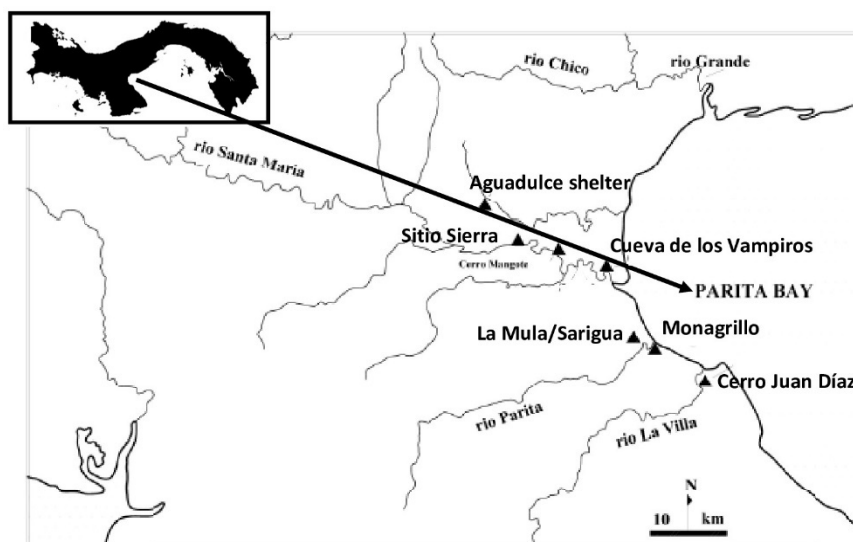 rio Chico
rio Grande
rio Santa Maria
Aguadulce shelter
Sitio Sierra
Cueva de los Vampiros
Cerro Mangote
PARITA BAY
La Mula/Sarigua
Monagrillo
Cerro Juan Díaz
rio Parita
rio La Villa
N
10 km